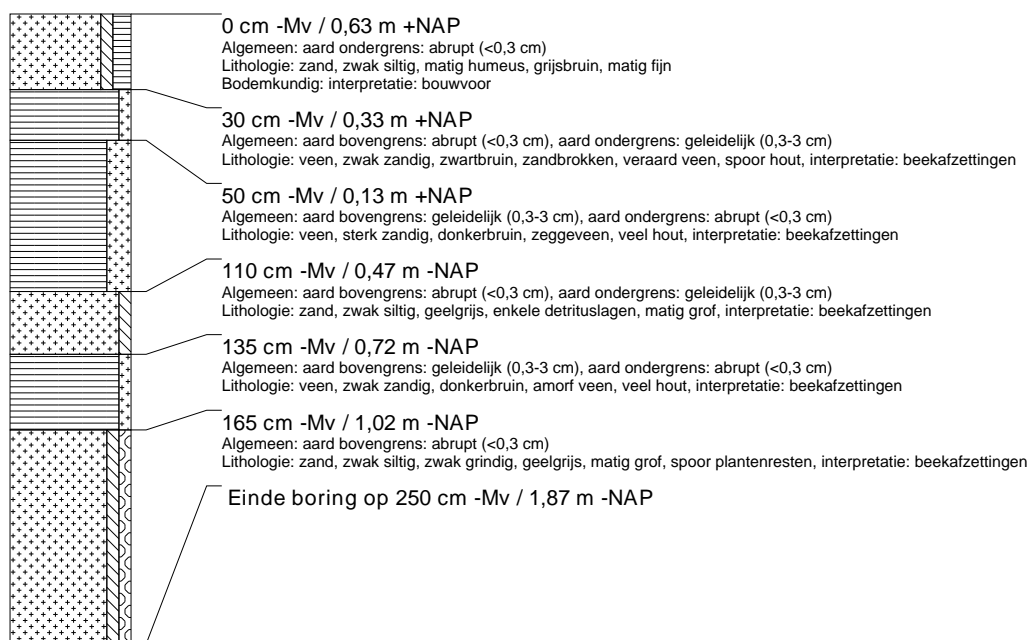 0 cm -Mv / 0,63 m +NAP
Algemeen: aard ondergrens: abrupt (<0,3 cm)
Lithologie: zand, zwak siltig, matig humeus, grijsbruin, matig fijn
Bodemkundig: interpretatie: bouwvoor
30 cm -Mv / 0,33 m +NAP
Algemeen: aard bovengrens: abrupt (<0,3 cm), aard ondergrens: geleidelijk (0,3-3 cm)
Lithologie: veen, zwak zandig, zwartbruin, zandbrokken, veraard veen, spoor hout, interpretatie: beekafzettingen
50 cm -Mv / 0,13 m +NAP
Algemeen: aard bovengrens: geleidelijk (0,3-3 cm), aard ondergrens: abrupt (<0,3 cm)
Lithologie: veen, sterk zandig, donkerbruin, zeggeveen, veel hout, interpretatie: beekafzettingen
110 cm -Mv / 0,47 m -NAP
Algemeen: aard bovengrens: abrupt (<0,3 cm), aard ondergrens: geleidelijk (0,3-3 cm)
Lithologie: zand, zwak siltig, geelgrijs, enkele detrituslagen, matig grof, interpretatie: beekafzettingen
135 cm -Mv / 0,72 m -NAP
Algemeen: aard bovengrens: geleidelijk (0,3-3 cm), aard ondergrens: abrupt (<0,3 cm)
Lithologie: veen, zwak zandig, donkerbruin, amorf veen, veel hout, interpretatie: beekafzettingen
165 cm -Mv / 1,02 m -NAP
Algemeen: aard bovengrens: abrupt (<0,3 cm)
Lithologie: zand, zwak siltig, zwak grindig, geelgrijs, matig grof, spoor plantenresten, interpretatie: beekafzettingen
Einde boring op 250 cm -Mv / 1,87 m -NAP